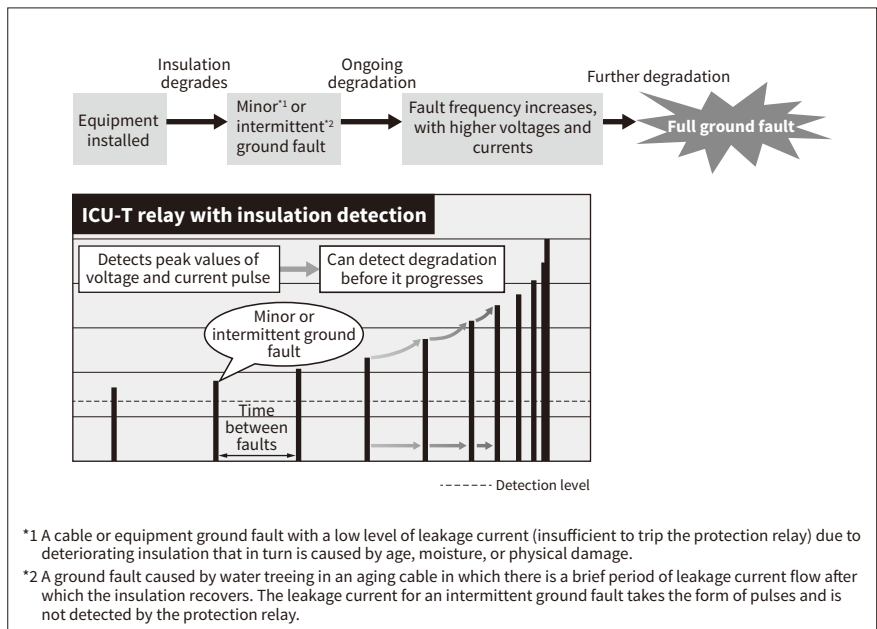 Insulation
degrades
Ongoing
degradation
Further degradation
Equipment
installed
Minor*1 or
intermittent*2
ground fault
Fault frequency increases,
with higher voltages and
currents
Full ground fault
ICU-T relay with insulation detection
Detects peak values of
voltage and current pulse
Can detect degradation
before it progresses
Minor or
intermittent ground
fault
Time
between
faults
Detection level
*1 A cable or equipment ground fault with a low level of leakage current (insufficient to trip the protection relay) due to
deteriorating insulation that in turn is caused by age, moisture, or physical damage.
*2 A ground fault caused by water treeing in an aging cable in which there is a brief period of leakage current flow after
which the insulation recovers. The leakage current for an intermittent ground fault takes the form of pulses and is
not detected by the protection relay.